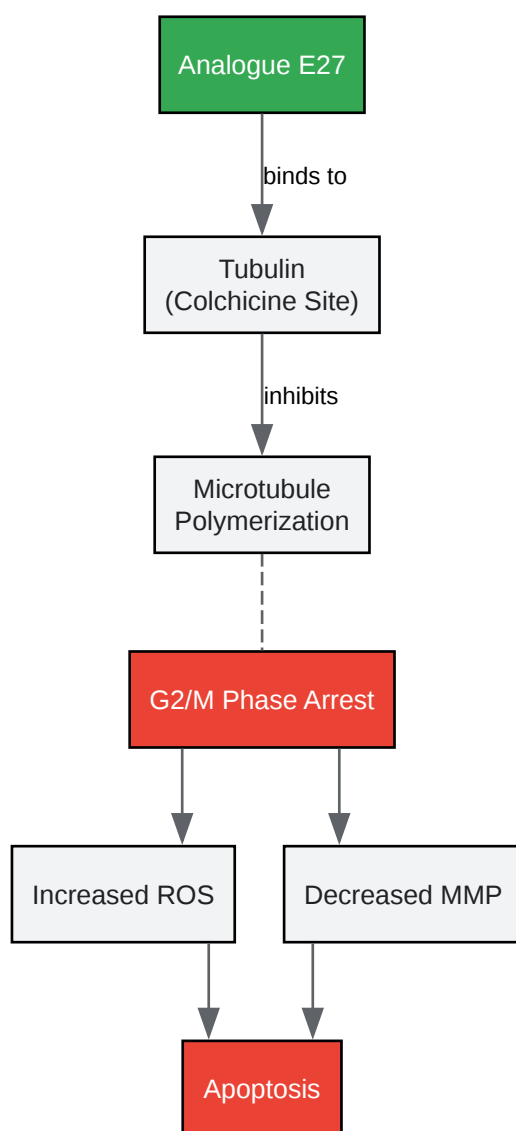 Analogue E27
binds to
Tubulin
(Colchicine Site)
inhibits
Microtubule
Polymerization
G2/M Phase Arrest
Increased ROS
Decreased MMP
Apoptosis